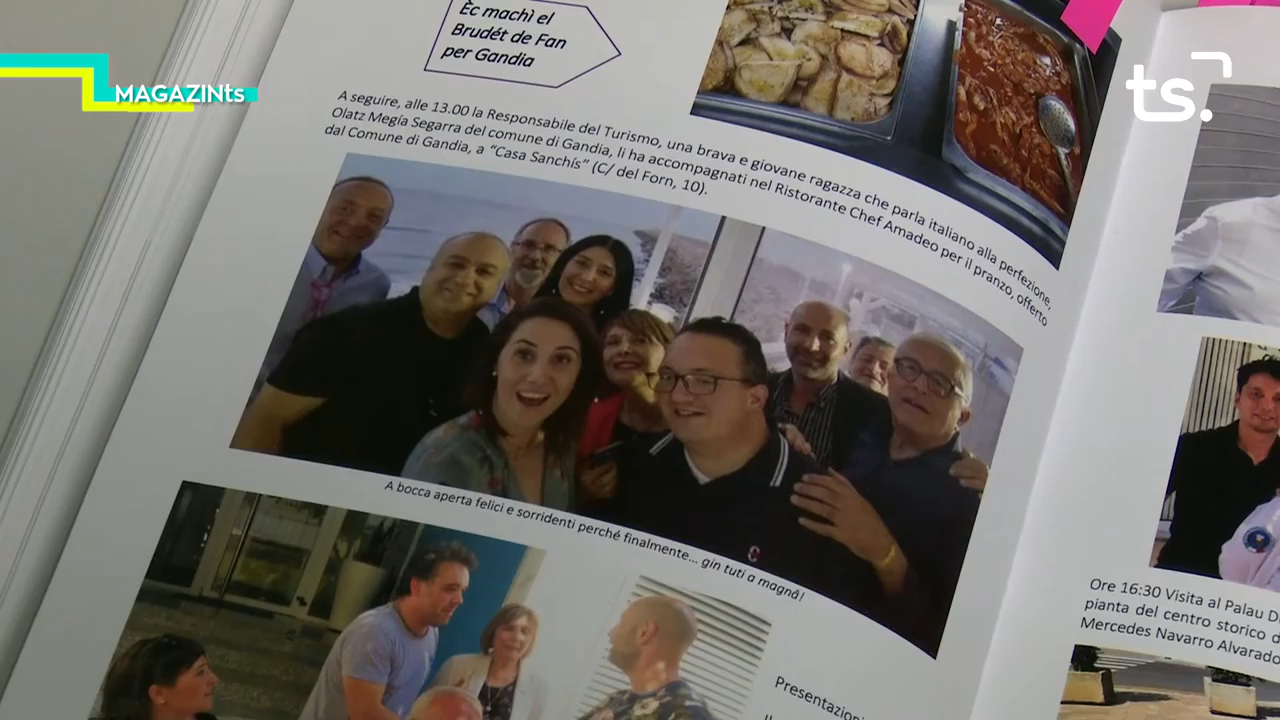 MAGAZINts
ts.
Èc machì el
Brudét de Fan
per Gandia
A seguire, alle 13.00 la Responsabile del Turismo, una brava e giovane ragazza che parla italiano alla perfezione,
Olatz Megía Segarra del comune di Gandia, li ha accompagnati nel Ristorante Chef Amadeo per il pranzo, offerto
dal Comune di Gandia, a “Casa Sanchís” (C/ del Forn, 10).
A bocca aperta felici e sorridenti perché finalmente... gin tuti a magnâ!
Presentazioni
Ore 16:30 Visita al Palau D
pianta del centro storico d
Mercedes Navarro Alvarado